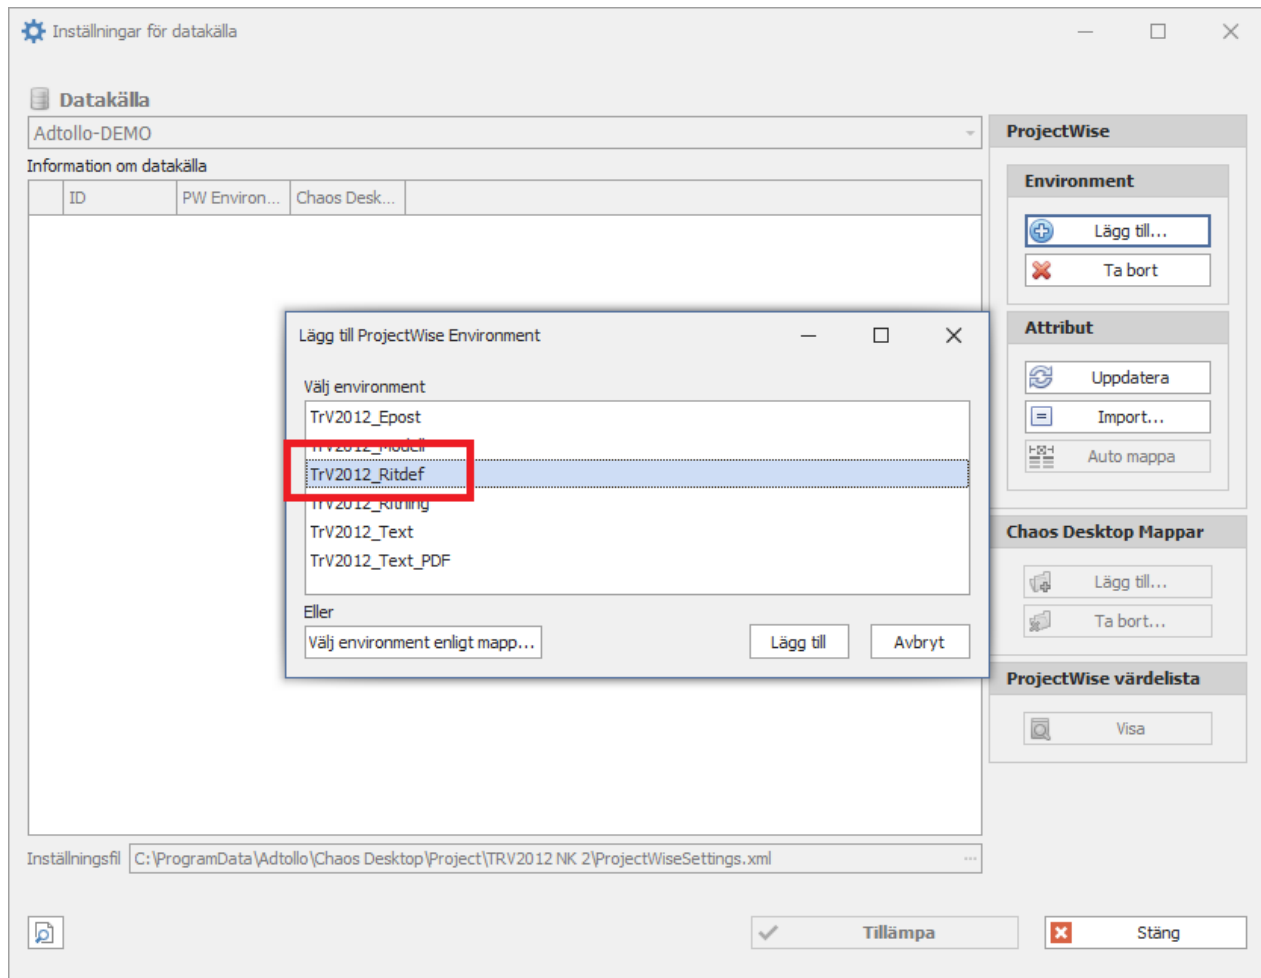 Inställningar för datakälla
Datakälla
Adtollo-DEMO
Information om datakälla
ID PW Environ... Chaos Desk...
ProjectWise
Environment
Lägg till...
Ta bort
Attribut
Uppdatera
Import...
Auto mappa
Chaos Desktop Mappar
Lägg till...
Ta bort...
ProjectWise värdelista
Visa
Lägg till ProjectWise Environment
Välj environment
TrV2012_Epost
TrV2012_Modell
TrV2012_Ritdef
TrV2012_Ritning
TrV2012_Text
TrV2012_Text_PDF
Eller
Välj environment enligt mapp... Lägg till Avbryt
Inställningsfil C:\ProgramData\Adtollo\Chaos Desktop\Project\TRV2012 NK 2\ProjectWiseSettings.xml ...
Tillämpa Stäng